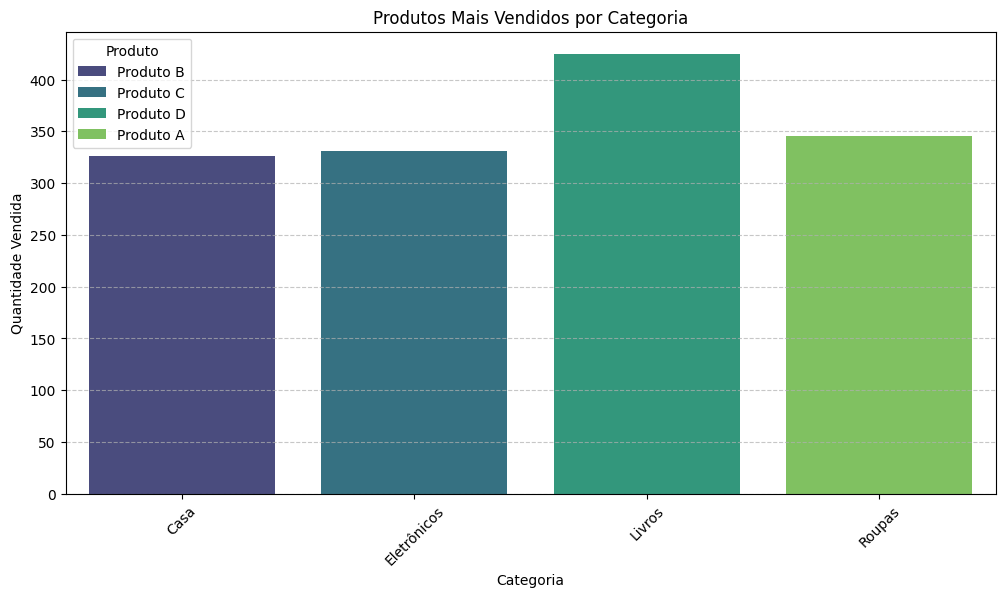 Produtos Mais Vendidos por Categoria
Produto
Produto B
Produto C
Produto D
Produto A
Quantidade Vendida
400
350
300
250
200
150
100
50
0
Casa
Eletrônicos
Livros
Roupas
Categoria